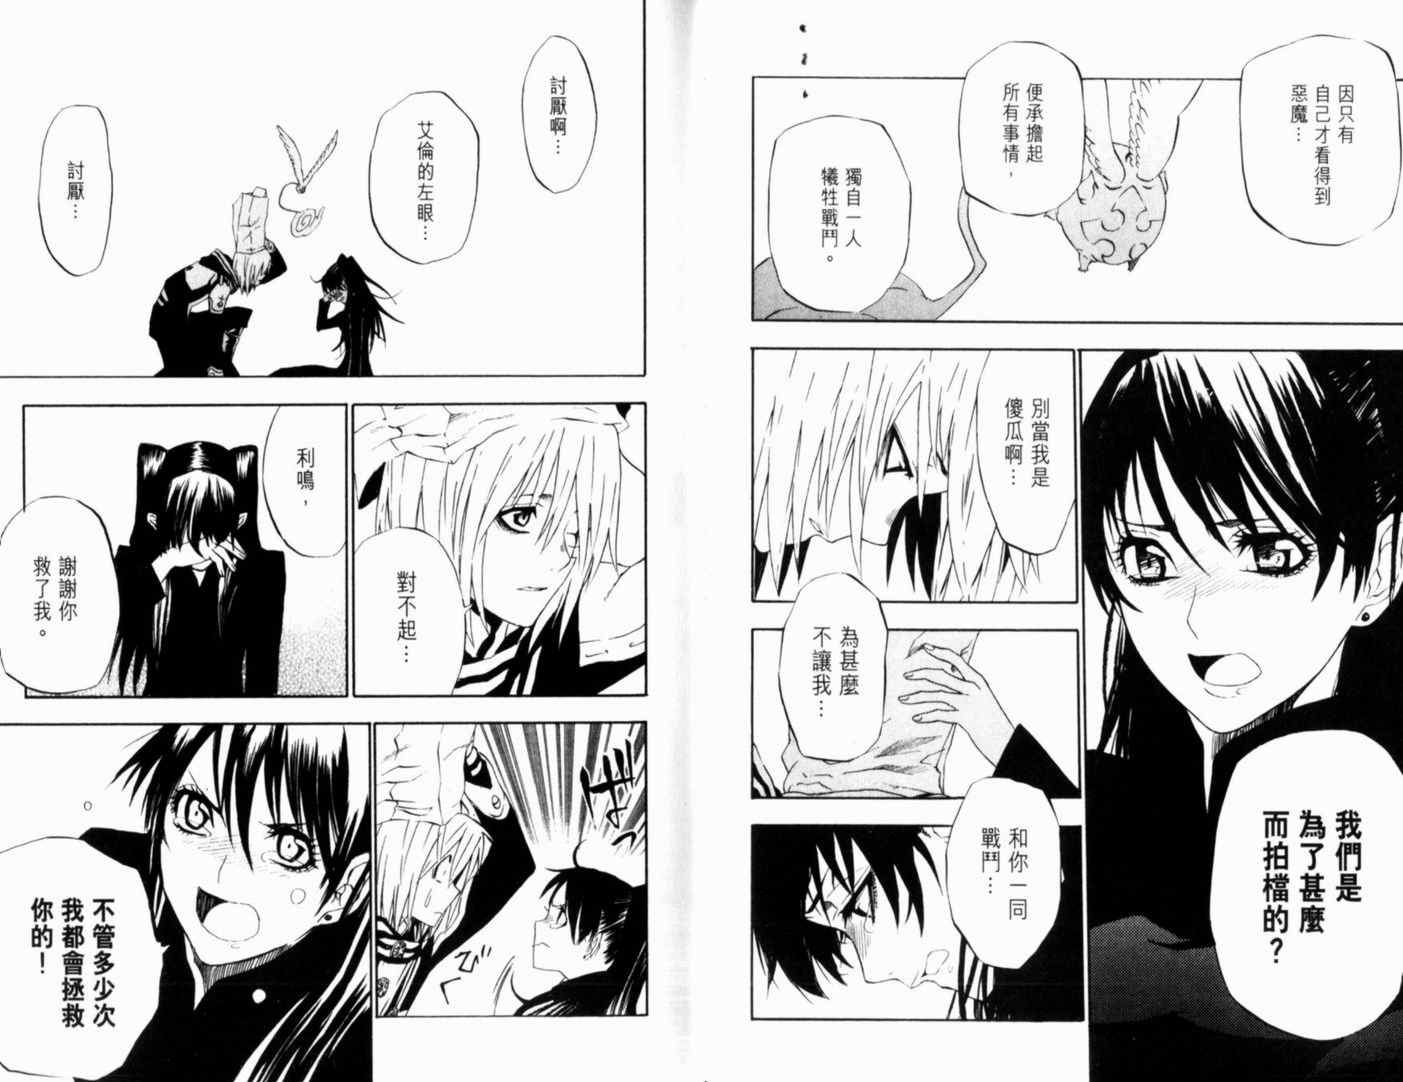 因只有
自己才看得到
惡魔…
便承擔起
所有事情，
獨自一人
犧牲戰鬥。
我們是
為了甚麼
而拍檔的？
別當我是
傻瓜啊…
為甚麼
不讓我…
和你一同
戰鬥…
討厭啊…
艾倫的左眼…
討厭…
對不起…
利鳴，
謝謝你
救了我。
びく
不管多少次
我都會拯救
你的！